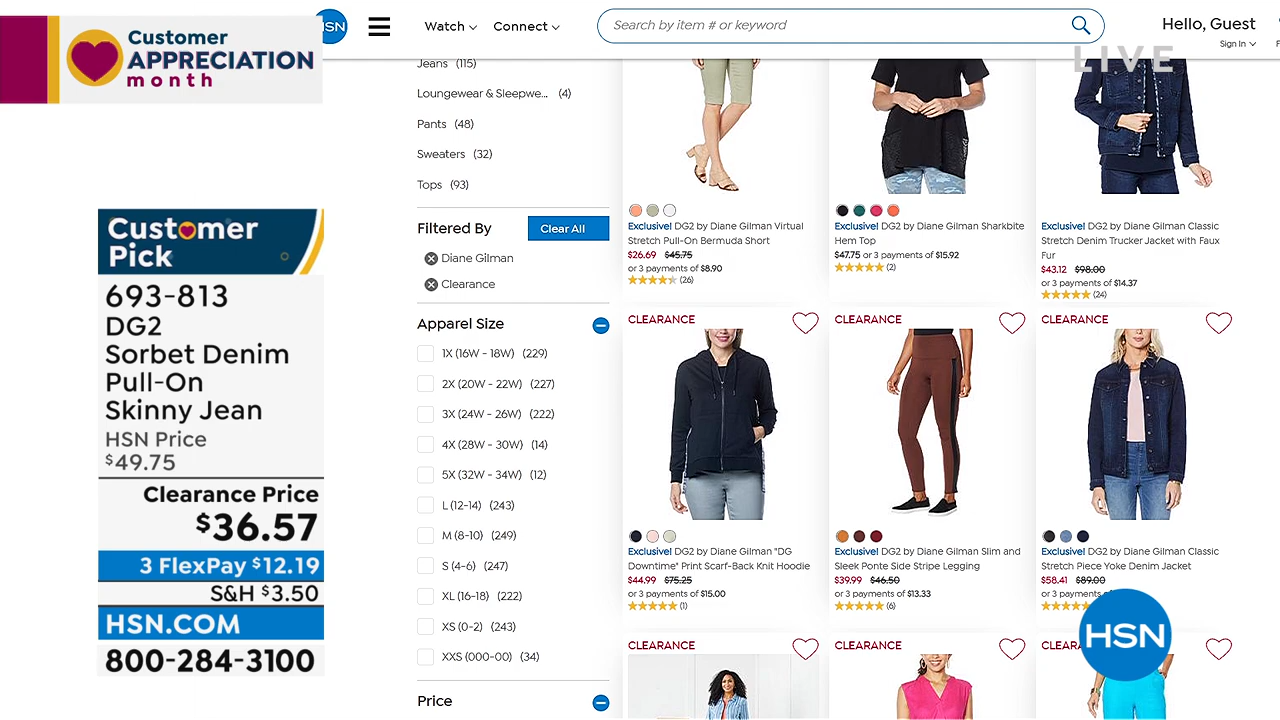 Customer
APPRECIATION
month
HSN
Watch
Connect
Search by item # or keyword
Hello, Guest
Sign In
LIVE
Customer
Pick
693-813
DG2
Sorbet Denim
Pull-On
Skinny Jean
HSN Price
$49.75
Clearance Price
$36.57
3 FlexPay $12.19
S&H $3.50
HSN.COM
800-284-3100
Jeans (115)
Loungewear & Sleepwe... (4)
Pants (48)
Sweaters (32)
Tops (93)
Filtered By
Clear All
Diane Gilman
Clearance
Apparel Size
1X (16W - 18W) (229)
2X (20W - 22W) (227)
3X (24W - 26W) (222)
4X (28W - 30W) (14)
5X (32W - 34W) (12)
L (12-14) (243)
M (8-10) (249)
S (4-6) (247)
XL (16-18) (222)
XS (0-2) (243)
XXS (000-00) (34)
Price
Exclusive! DG2 by Diane Gilman Virtual
Stretch Pull-On Bermuda Short
$26.69 $45.75
or 3 payments of $8.90
(26)
Exclusive! DG2 by Diane Gilman Sharkbite
Hem Top
$47.75 or 3 payments of $15.92
(2)
Exclusive! DG2 by Diane Gilman Classic
Stretch Denim Trucker Jacket with Faux
Fur
$43.12 $98.00
or 3 payments of $14.37
(24)
CLEARANCE
Exclusive! DG2 by Diane Gilman "DG
Downtime" Print Scarf-Back Knit Hoodie
$44.99 $75.25
or 3 payments of $15.00
(1)
CLEARANCE
Exclusive! DG2 by Diane Gilman Slim and
Sleek Ponte Side Stripe Legging
$39.99 $46.50
or 3 payments of $13.33
(6)
CLEARANCE
Exclusive! DG2 by Diane Gilman Classic
Stretch Piece Yoke Denim Jacket
$58.41 $89.00
or 3 payments
CLEARANCE
CLEARANCE
CLEARA
HSN